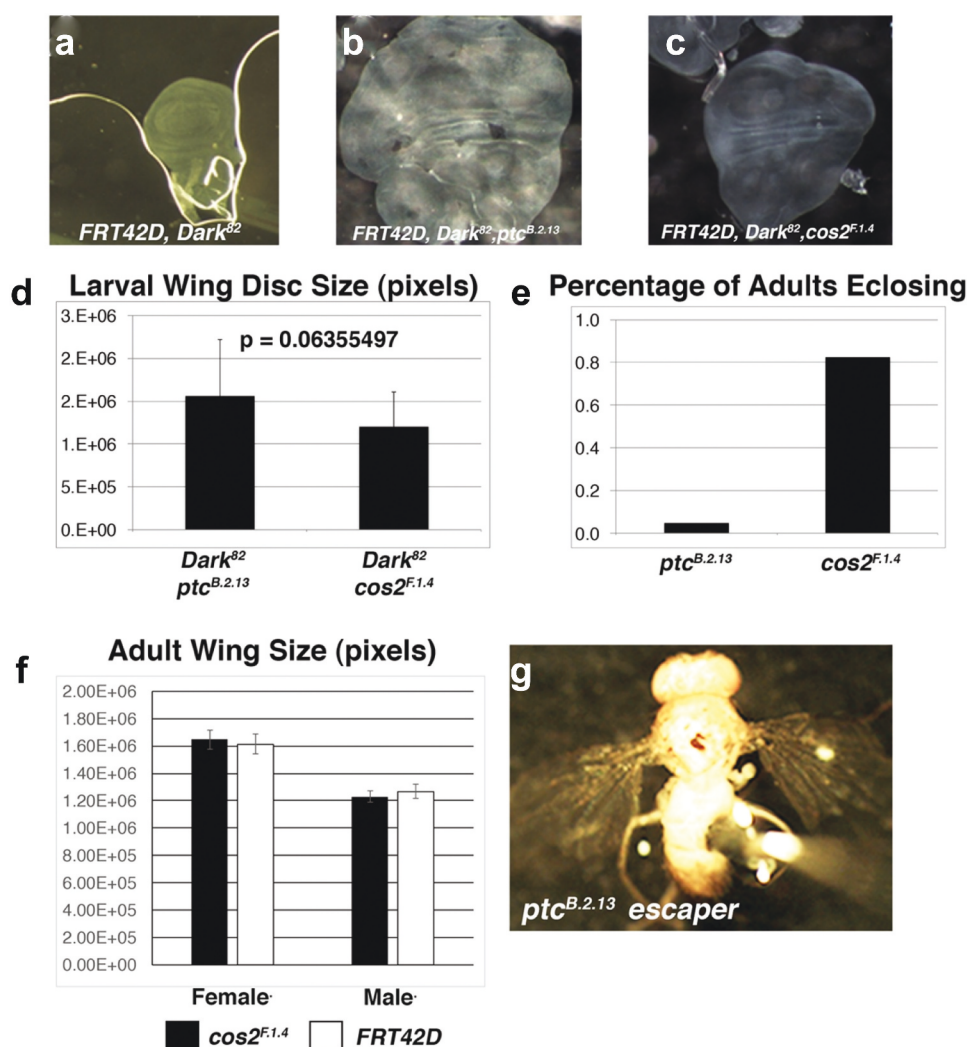 a
FRT42D, Dark82
b
FRT42D, Dark82,ptcB.2.13
c
FRT42D, Dark82,cos2F.1.4
d
Larval Wing Disc Size (pixels)
3.E+06
2.E+06
2.E+06
1.E+06
5.E+05
0.E+00
p = 0.06355497
Dark82
ptcB.2.13
Dark82
cos2F.1.4
e
Percentage of Adults Eclosing
1.0
0.8
0.6
0.4
0.2
0.0
ptcB.2.13
cos2F.1.4
f
Adult Wing Size (pixels)
2.00E+06
1.80E+06
1.60E+06
1.40E+06
1.20E+06
1.00E+06
8.00E+05
6.00E+05
4.00E+05
2.00E+05
0.00E+00
Female
Male
cos2F.1.4
FRT42D
g
ptcB.2.13 escaper